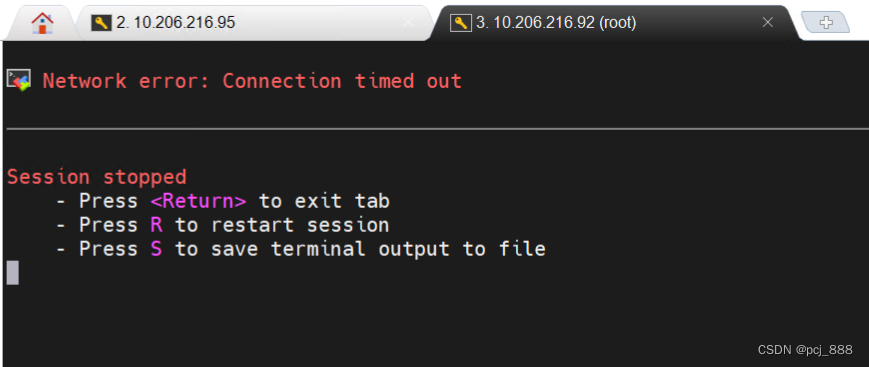 2. 10.206.216.95
3. 10.206.216.92 (root)
Network error: Connection timed out
Session stopped
- Press <Return> to exit tab
- Press R to restart session
- Press S to save terminal output to file
CSDN @pcj_888